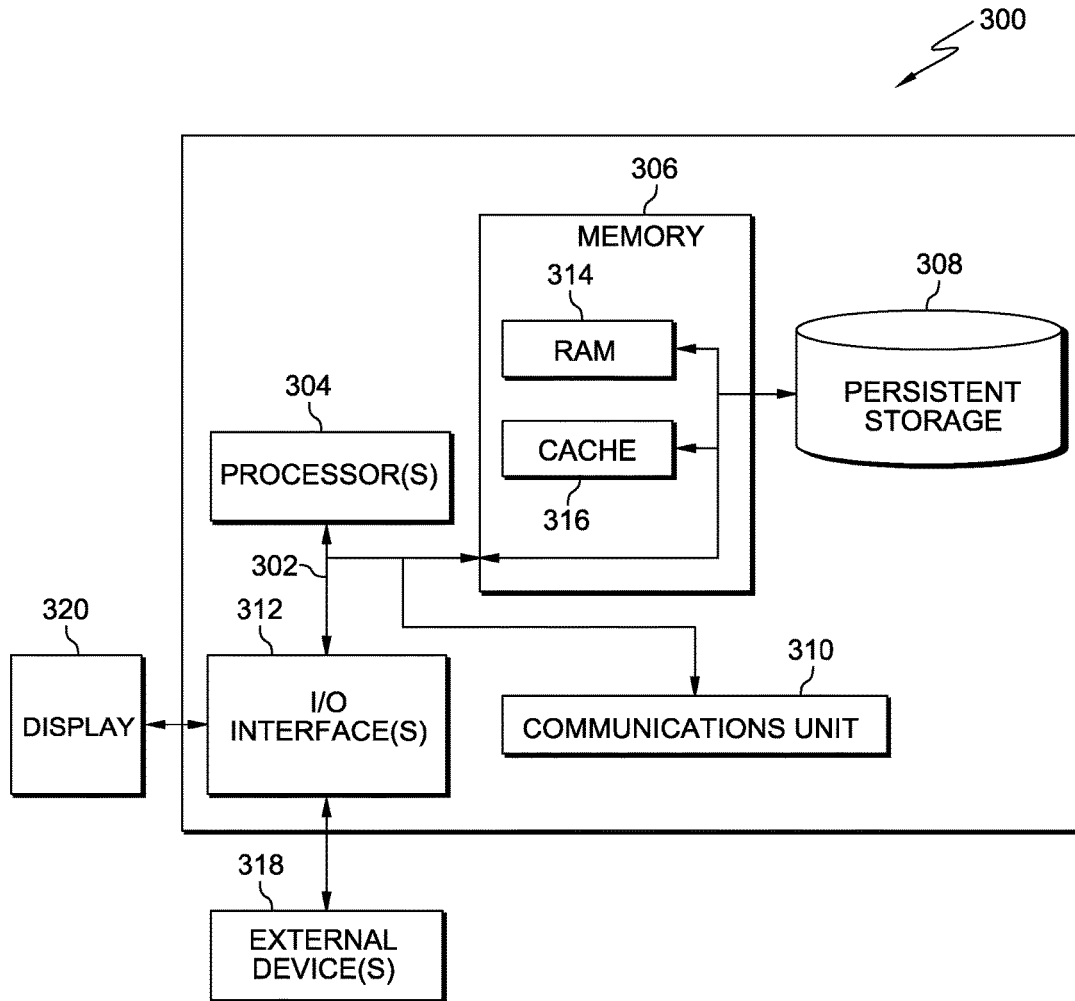 300
306
MEMORY
314
RAM
308
PERSISTENT
STORAGE
304
PROCESSOR(S)
CACHE
316
302
320
312
DISPLAY
I/O
INTERFACE(S)
310
COMMUNICATIONS UNIT
318
EXTERNAL
DEVICE(S)